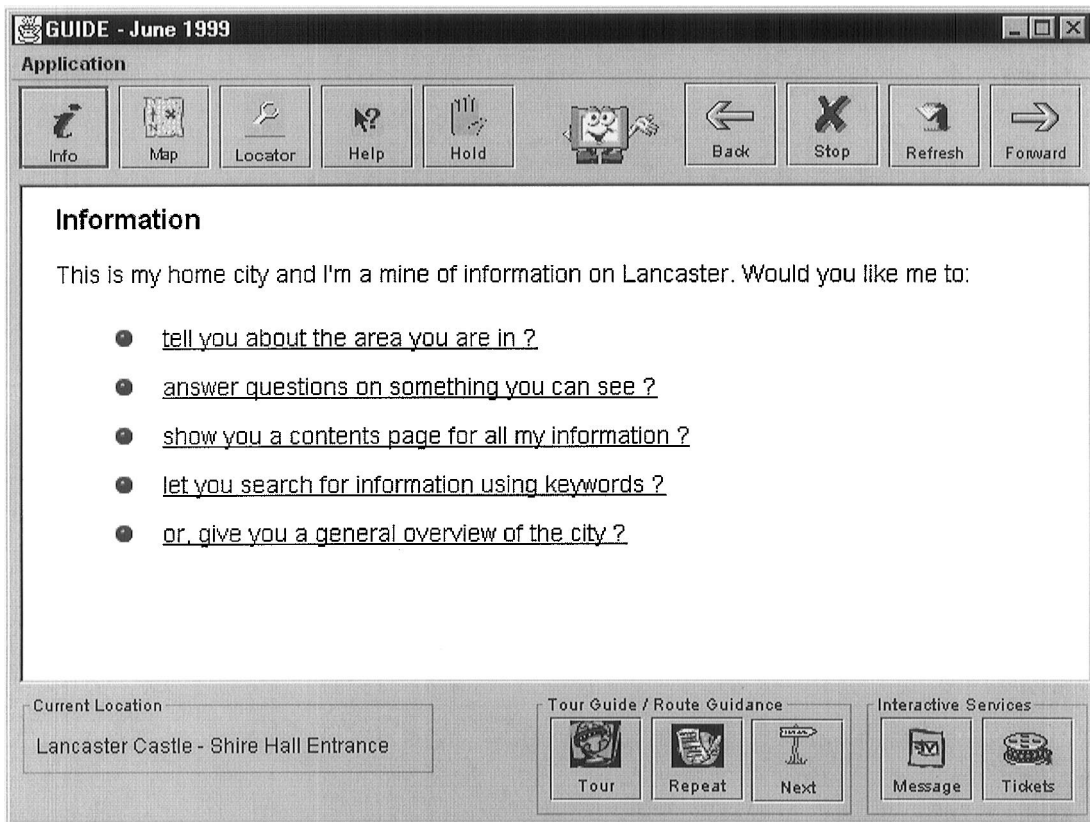 GUIDE - June 1999
Application
Info Map Locator Help Hold Back Stop Refresh Forward
Information
This is my home city and I'm a mine of information on Lancaster. Would you like me to:
tell you about the area you are in ?
answer questions on something you can see ?
show you a contents page for all my information ?
let you search for information using keywords ?
or, give you a general overview of the city ?
Current Location Tour Guide / Route Guidance Interactive Services
Lancaster Castle - Shire Hall Entrance
Tour Repeat Next Message Tickets